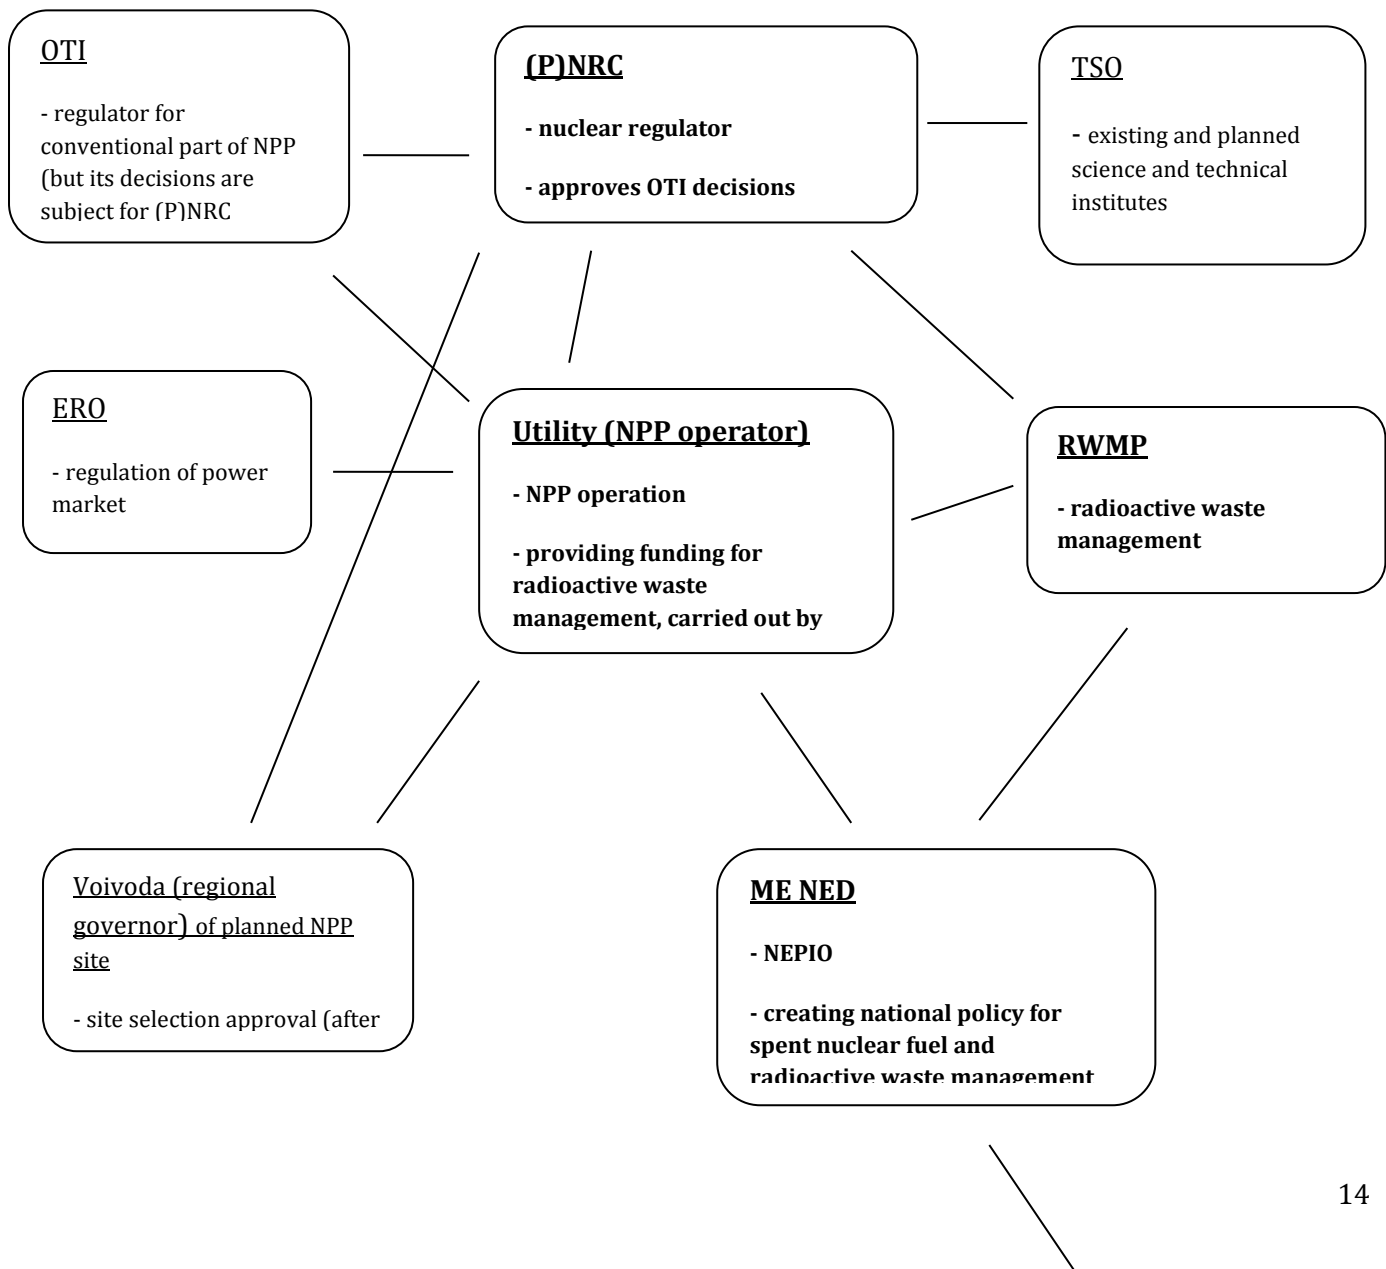 OTI
- regulator for
conventional part of NPP
(but its decisions are
subject for (P)NRC
(P)NRC
- nuclear regulator
- approves OTI decisions
TSO
- existing and planned
science and technical
institutes
ERO
- regulation of power
market
Utility (NPP operator)
- NPP operation
- providing funding for
radioactive waste
management, carried out by
RWMP
- radioactive waste
management
Voivoda (regional
governor) of planned NPP
site
- site selection approval (after
ME NED
- NEPIO
- creating national policy for
spent nuclear fuel and
radioactive waste management
14